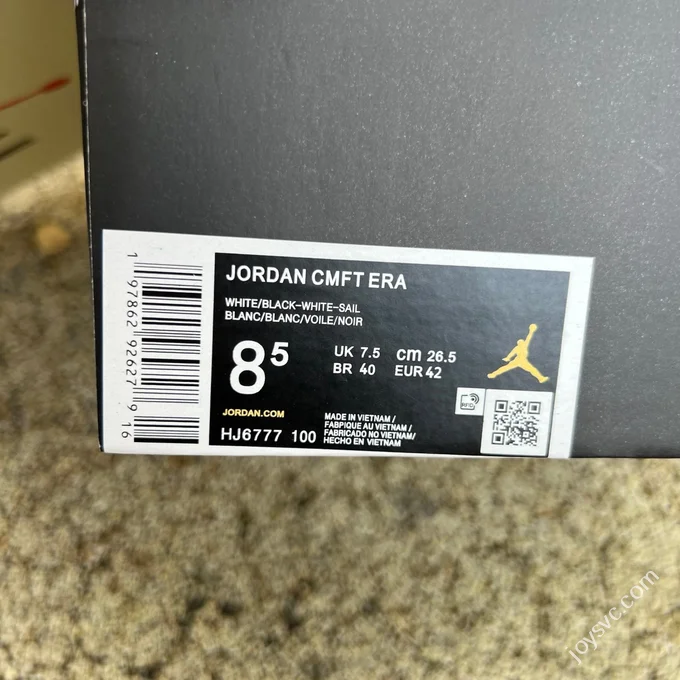 JORDAN CMFT ERA
WHITE/BLACK-WHITE-SAIL
BLANC/BLANC/VOILE/NOIR
8⁵
UK 7.5 cm 26.5
BR 40 EUR 42
JORDAN.COM
HJ6777 100
MADE IN VIETNAM /
FABRIQUE AU VIETNAM /
FABRICADO NO VIETNAM/
HECHO EN VIETNAM
RFID
1 97862 92627 9 16
joysvc.com